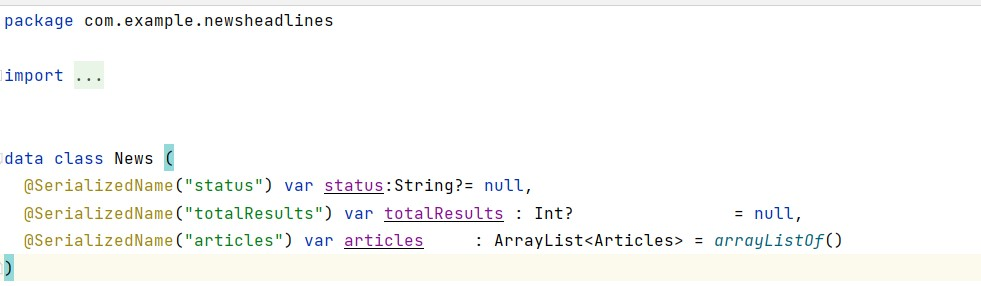 package com.example.newsheadlines
import ...
data class News (
@SerializedName("status") var status:String?= null,
@SerializedName("totalResults") var totalResults : Int? = null,
@SerializedName("articles") var articles : ArrayList<Articles> = arrayListOf()
)